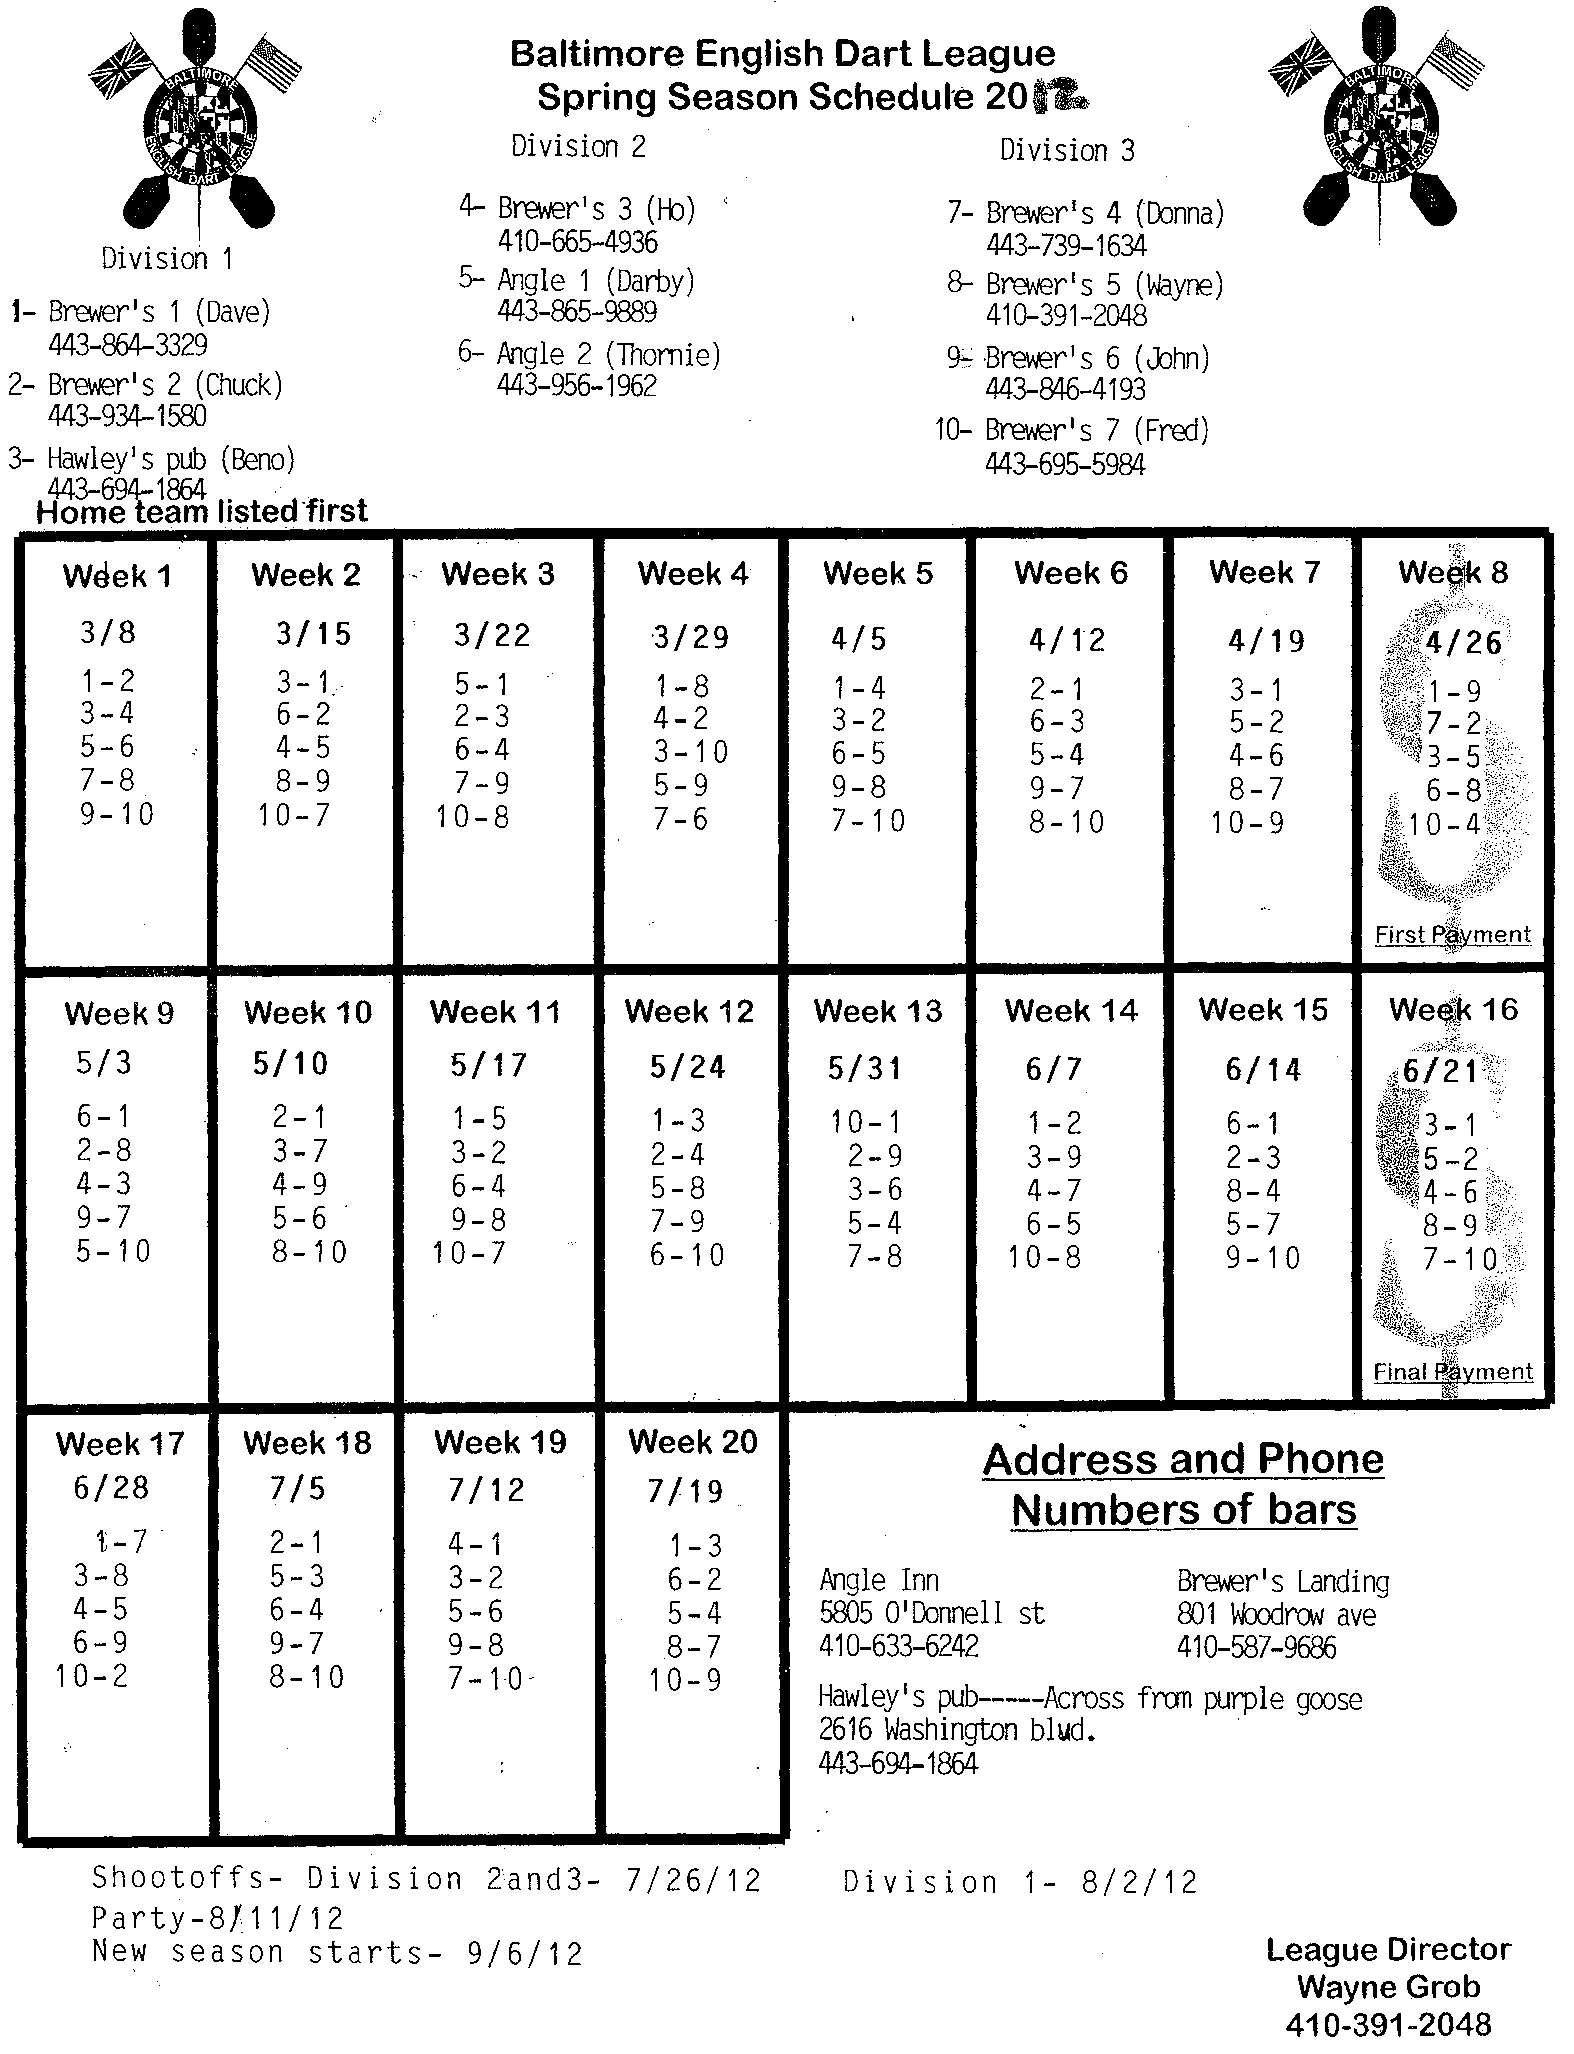 Baltimore English Dart League
Spring Season Schedule 2012
BALTIMORE
ENGLISH DART LEAGUE
BALTIMORE
ENGLISH DART LEAGUE
Division 1
1- Brewer's 1 (Dave)
443-864-3329
2- Brewer's 2 (Chuck)
443-934-1580
3- Hawley's pub (Beno)
443-694-1864
Division 2
4- Brewer's 3 (Ho)
410-665-4936
5- Angle 1 (Darby)
443-865-9889
6- Angle 2 (Thornie)
443-956-1962
Division 3
7- Brewer's 4 (Donna)
443-739-1634
8- Brewer's 5 (Wayne)
410-391-2048
9- Brewer's 6 (John)
443-846-4193
10- Brewer's 7 (Fred)
443-695-5984
Home team listed first
Week 1
3/8
1-2
3-4
5-6
7-8
9-10
Week 2
3/15
3-1
6-2
4-5
8-9
10-7
Week 3
3/22
5-1
2-3
6-4
7-9
10-8
Week 4
3/29
1-8
4-2
3-10
5-9
7-6
Week 5
4/5
1-4
3-2
6-5
9-8
7-10
Week 6
4/12
2-1
6-3
5-4
9-7
8-10
Week 7
4/19
3-1
5-2
4-6
8-7
10-9
Week 8
4/26
1-9
7-2
3-5
6-8
10-4
First Payment
Week 9
5/3
6-1
2-8
4-3
9-7
5-10
Week 10
5/10
2-1
3-7
4-9
5-6
8-10
Week 11
5/17
1-5
3-2
6-4
9-8
10-7
Week 12
5/24
1-3
2-4
5-8
7-9
6-10
Week 13
5/31
10-1
2-9
3-6
5-4
7-8
Week 14
6/7
1-2
3-9
4-7
6-5
10-8
Week 15
6/14
6-1
2-3
8-4
5-7
9-10
Week 16
6/21
3-1
5-2
4-6
8-9
7-10
Final Payment
Week 17
6/28
1-7
3-8
4-5
6-9
10-2
Week 18
7/5
2-1
5-3
6-4
9-7
8-10
Week 19
7/12
4-1
3-2
5-6
9-8
7-10
Week 20
7/19
1-3
6-2
5-4
8-7
10-9
Address and Phone
Numbers of bars
Angle Inn
5805 O'Donnell st
410-633-6242
Brewer's Landing
801 Woodrow ave
410-587-9686
Hawley's pub-----Across from purple goose
2616 Washington blvd.
443-694-1864
Shootoffs- Division 2and3- 7/26/12 Division 1- 8/2/12
Party-8/11/12
New season starts- 9/6/12
League Director
Wayne Grob
410-391-2048